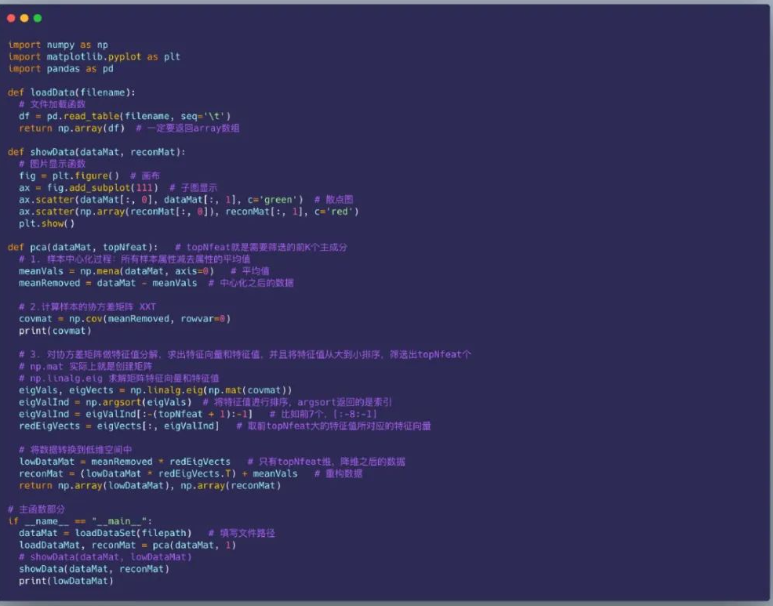 import numpy as np
import matplotlib.pyplot as plt
import pandas as pd
def loadData(filename):
# 文件加载函数
df = pd.read_table(filename, seq='\t')
return np.array(df) # 一定要返回array数组
def showData(dataMat, reconMat):
# 图片显示函数
fig = plt.figure() # 画布
ax = fig.add_subplot(111) # 子图显示
ax.scatter(dataMat[:, 0], dataMat[:, 1], c='green') # 散点图
ax.scatter(np.array(reconMat[:, 0]), reconMat[:, 1], c='red')
plt.show()
def pca(dataMat, topNfeat): # topNfeat就是需要筛选的前K个主成分
# 1. 样本中心化过程：所有样本属性减去属性的平均值
meanVals = np.mena(dataMat, axis=0) # 平均值
meanRemoved = dataMat - meanVals # 中心化之后的数据
# 2.计算样本的协方差矩阵 XXT
covmat = np.cov(meanRemoved, rowvar=0)
print(covmat)
# 3. 对协方差矩阵做特征值分解，求出特征向量和特征值，并且将特征值从大到小排序，筛选出topNfeat个
# np.mat 实际上就是创建矩阵
# np.linalg.eig 求解矩阵特征向量和特征值
eigVals, eigVects = np.linalg.eig(np.mat(covmat))
eigValInd = np.argsort(eigVals) # 将特征值进行排序，argsort返回的是索引
eigValInd = eigValInd[:-(topNfeat + 1):-1] # 比如前7个，[:-8:-1]
redEigVects = eigVects[:, eigValInd] # 取前topNfeat大的特征值所对应的特征向量
# 将数据转换到低维空间中
lowDataMat = meanRemoved * redEigVects # 只有topNfeat维，降维之后的数据
reconMat = (lowDataMat * redEigVects.T) + meanVals # 重构数据
return np.array(lowDataMat), np.array(reconMat)
# 主函数部分
if __name__ == "__main__":
dataMat = loadDataSet(filepath) # 填写文件路径
loadDataMat, reconMat = pca(dataMat, 1)
# showData(dataMat, lowDataMat)
showData(dataMat, reconMat)
print(lowDataMat)